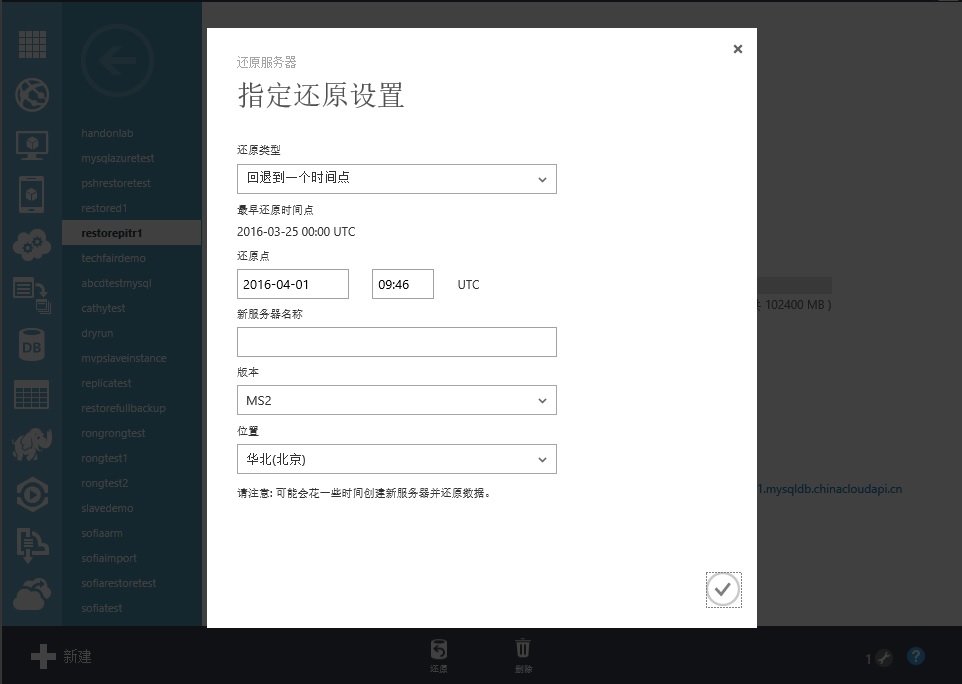 还原服务器
指定还原设置
还原类型
回退到一个时间点
最早还原时间点
2016-03-25 00:00 UTC
还原点
2016-04-01 09:46 UTC
新服务器名称
版本
MS2
位置
华北(北京)
请注意: 可能会花一些时间创建新服务器并还原数据。
handonlab
mysqlazuretest
pshrestoretest
restored1
restorepitr1
techfairdemo
abcdtestmysql
cathytest
dryrun
mvpslaveinstance
replicatest
restorefullbackup
rongrongtest
rongtest1
rongtest2
slavedemo
sofiaarm
sofiaimport
sofiarestoretest
sofiatest
DB
102400 MB )
1.mysqldb.chinacloudapi.cn
新建
还原
删除
1
?